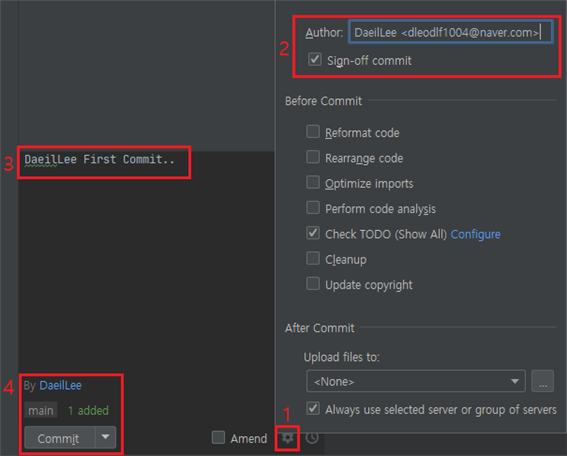 2
Author: DaeilLee <dleodlf1004@naver.com>
Sign-off commit
Before Commit
Reformat code
Rearrange code
Optimize imports
Perform code analysis
Check TODO (Show All) Configure
Cleanup
Update copyright
After Commit
Upload files to:
<None>
...
Always use selected server or group of servers
3
DaeilLee First Commit..
4
By DaeilLee
main 1 added
Commit
Amend
1